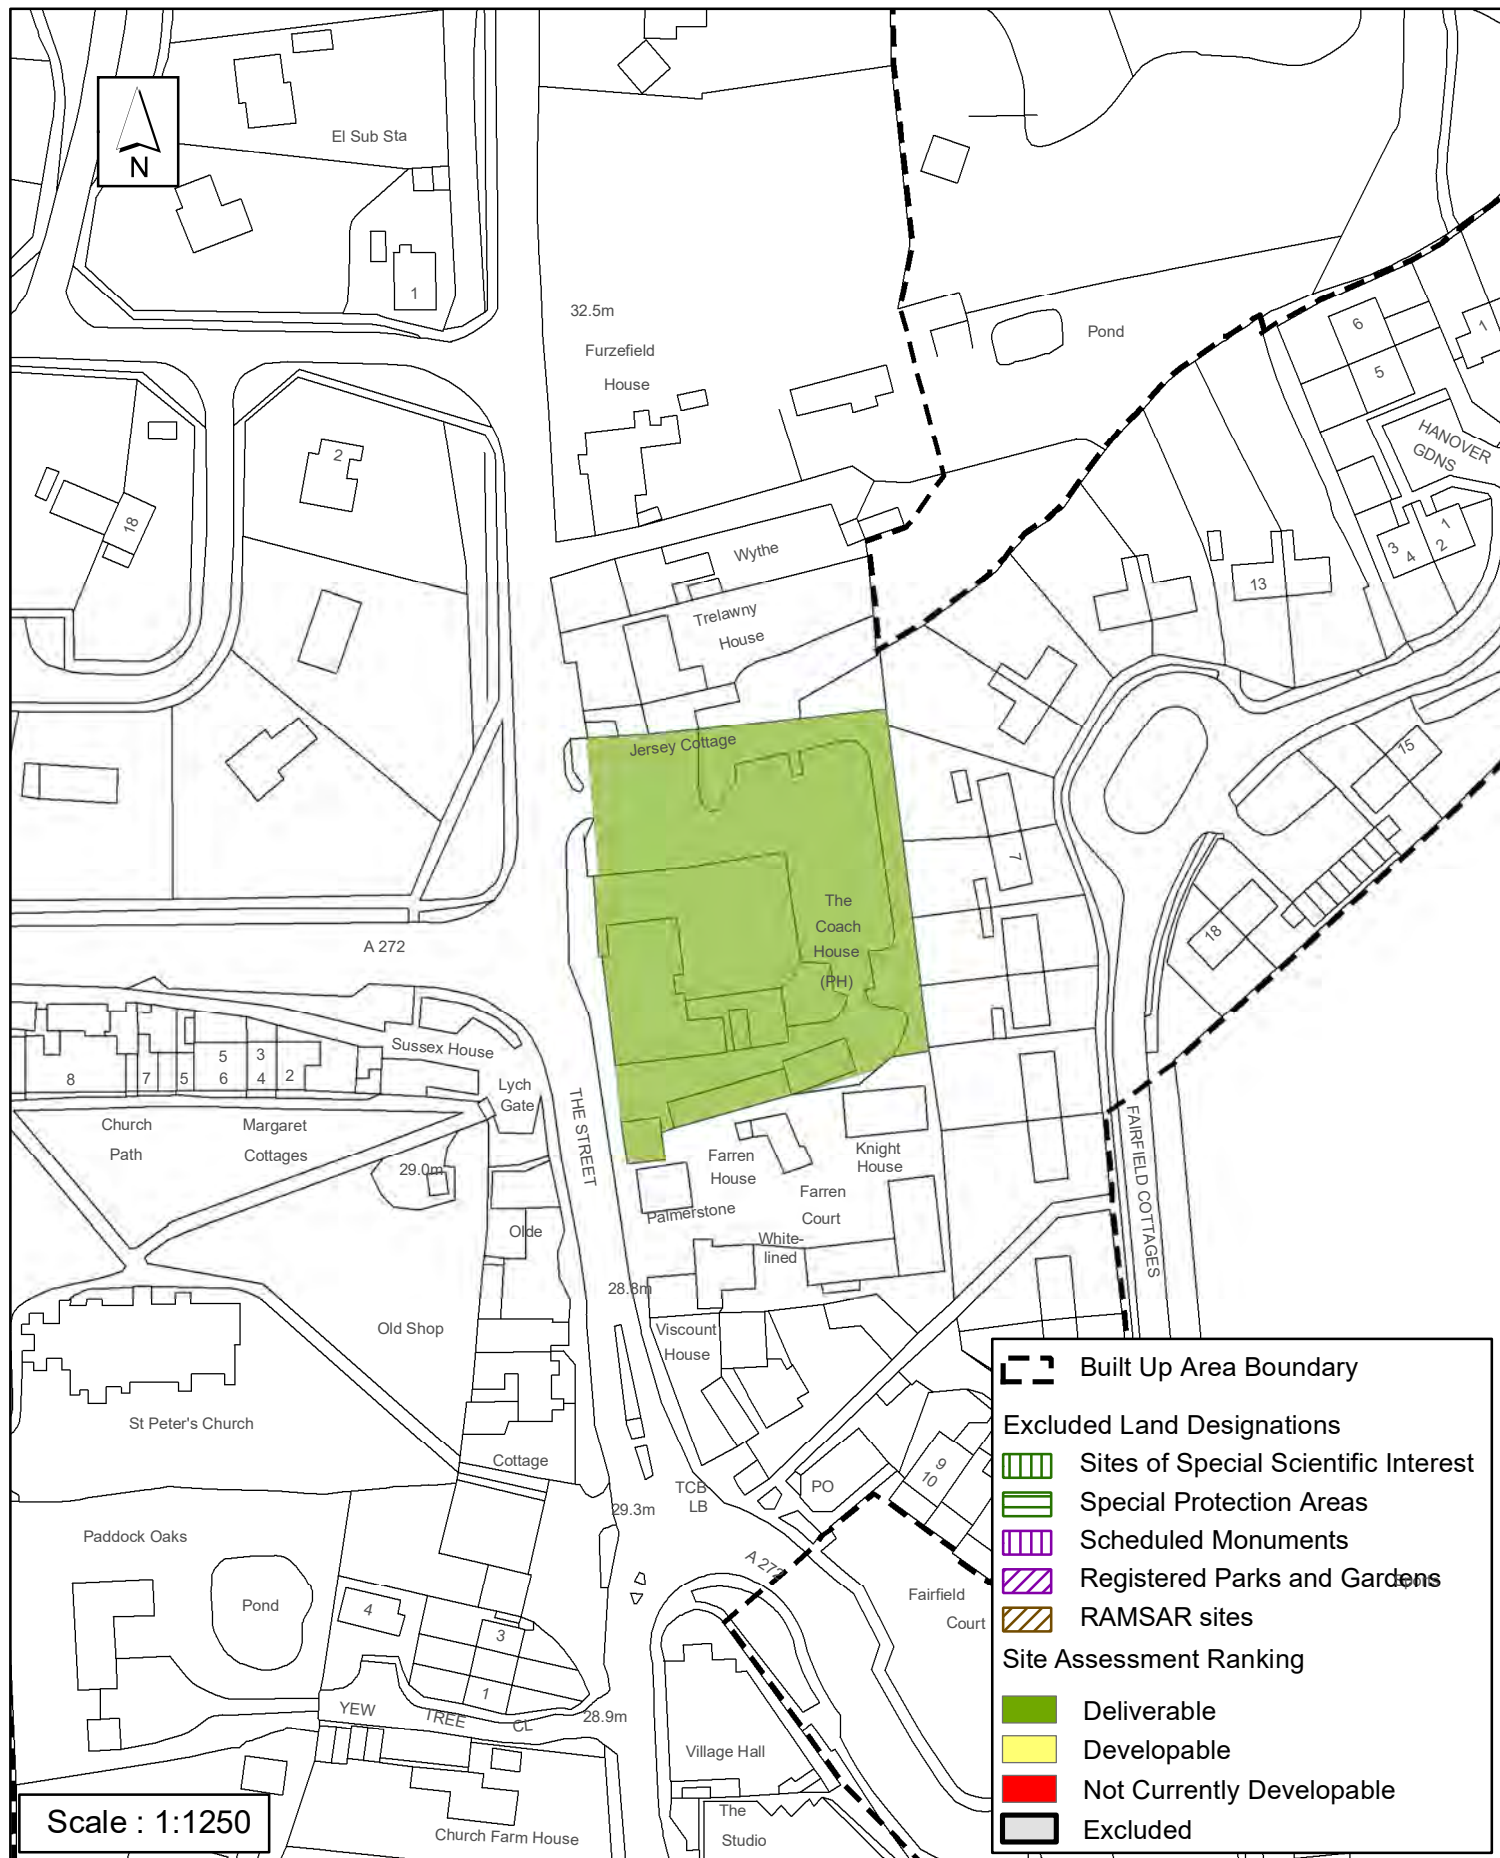 N
El Sub Sta
1
32.5m
Furzefield
House
Pond
6
5
1
HANOVER
GDNS
2
18
3
4
1
2
13
Wythe
Trelawny
House
Jersey Cottage
15
7
18
The
Coach
House
(PH)
A 272
Sussex House
8
7
5
5
6
3
4
2
Lych
Gate
Church
Path
Margaret
Cottages
29.0m
THE STREET
Farren
House
Knight
House
Farren
Court
Palmerstone
White-
lined
FAIRFIELD COTTAGES
Olde
28.8m
Old Shop
Viscount
House
St Peter's Church
Cottage
TCB
LB
PO
9
10
29.3m
A 272
Paddock Oaks
Pond
4
3
1
Fairfield
Court
YEW TREE CL
28.9m
Village Hall
The
Studio
Church Farm House
Scale : 1:1250
Built Up Area Boundary
Excluded Land Designations
Sites of Special Scientific Interest
Special Protection Areas
Scheduled Monuments
Registered Parks and Gardens
RAMSAR sites
Site Assessment Ranking
Deliverable
Developable
Not Currently Developable
Excluded